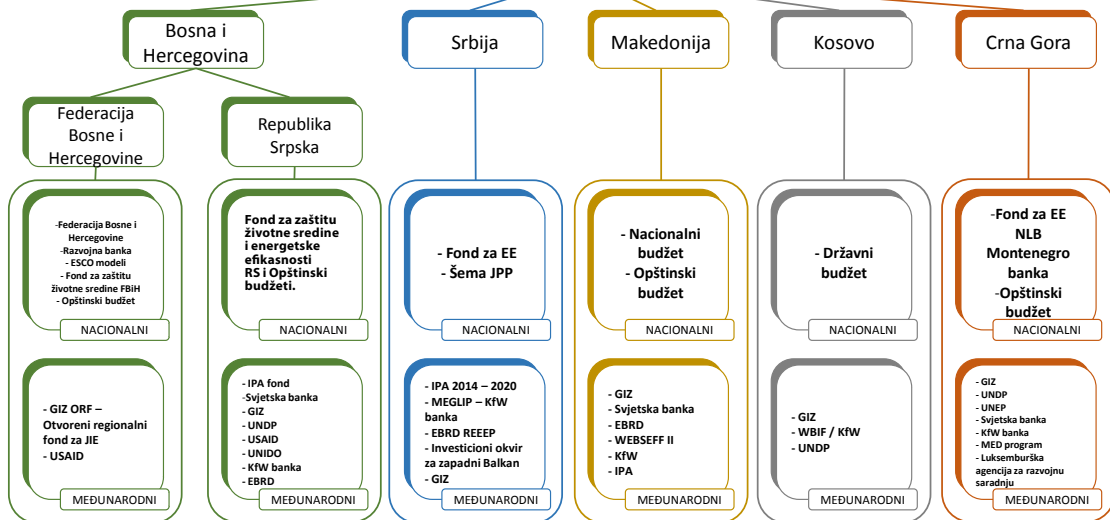 Bosna i
Hercegovina
Srbija
Makedonija
Kosovo
Crna Gora
Federacija
Bosne i
Hercegovine
Republika
Srpska
-Federacija Bosne i
Hercegovine
-Razvojna banka
- ESCO modeli
- Fond za zaštitu
životne sredine FBiH
- Opštinski budžet
NACIONALNI
Fond za zaštitu
životne sredine
i energetske
efikasnosti
RS i Opštinski
budžeti.
NACIONALNI
- Fond za EE
- Šema JPP
NACIONALNI
- Nacionalni
budžet
- Opštinski
budžet
NACIONALNI
- Državni
budžet
NACIONALNI
-Fond za EE
NLB
Montenegro
banka
-Opštinski
budžet
NACIONALNI
- GIZ ORF –
Otvoreni regionalni
fond za JIE
- USAID
MEĐUNARODNI
- IPA fond
-Svjetska banka
- GIZ
- UNDP
- USAID
- UNIDO
- KfW banka
- EBRD
MEĐUNARODNI
- IPA 2014 – 2020
- MEGLIP – KfW
banka
- EBRD REEEP
- Investicioni okvir
za zapadni Balkan
- GIZ
MEĐUNARODNI
- GIZ
- Svjetska banka
- EBRD
- WEBSEFF II
- KfW
- IPA
MEĐUNARODNI
- GIZ
- WBIF / KfW
- UNDP
MEĐUNARODNI
- GIZ
- UNDP
- UNEP
- Svjetska banka
- KfW banka
- MED program
- Luksemburška
agencija za razvojnu
saradnju
MEĐUNARODNI